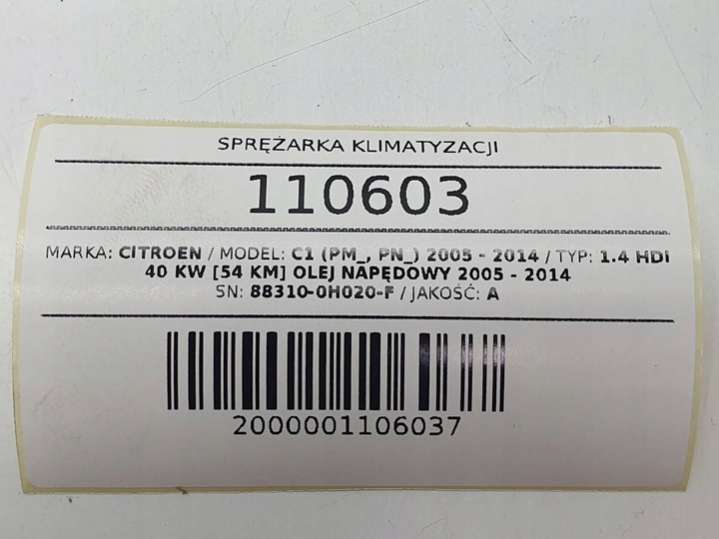 SPRĘŻARKA KLIMATYZACJI
110603
MARKA: CITROEN / MODEL: C1 (PM_, PN_) 2005 - 2014 / TYP: 1.4 HDI
40 KW [54 KM] OLEJ NAPĘDOWY 2005 - 2014
SN: 88310-0H020-F / JAKOŚĆ: A
2000001106037